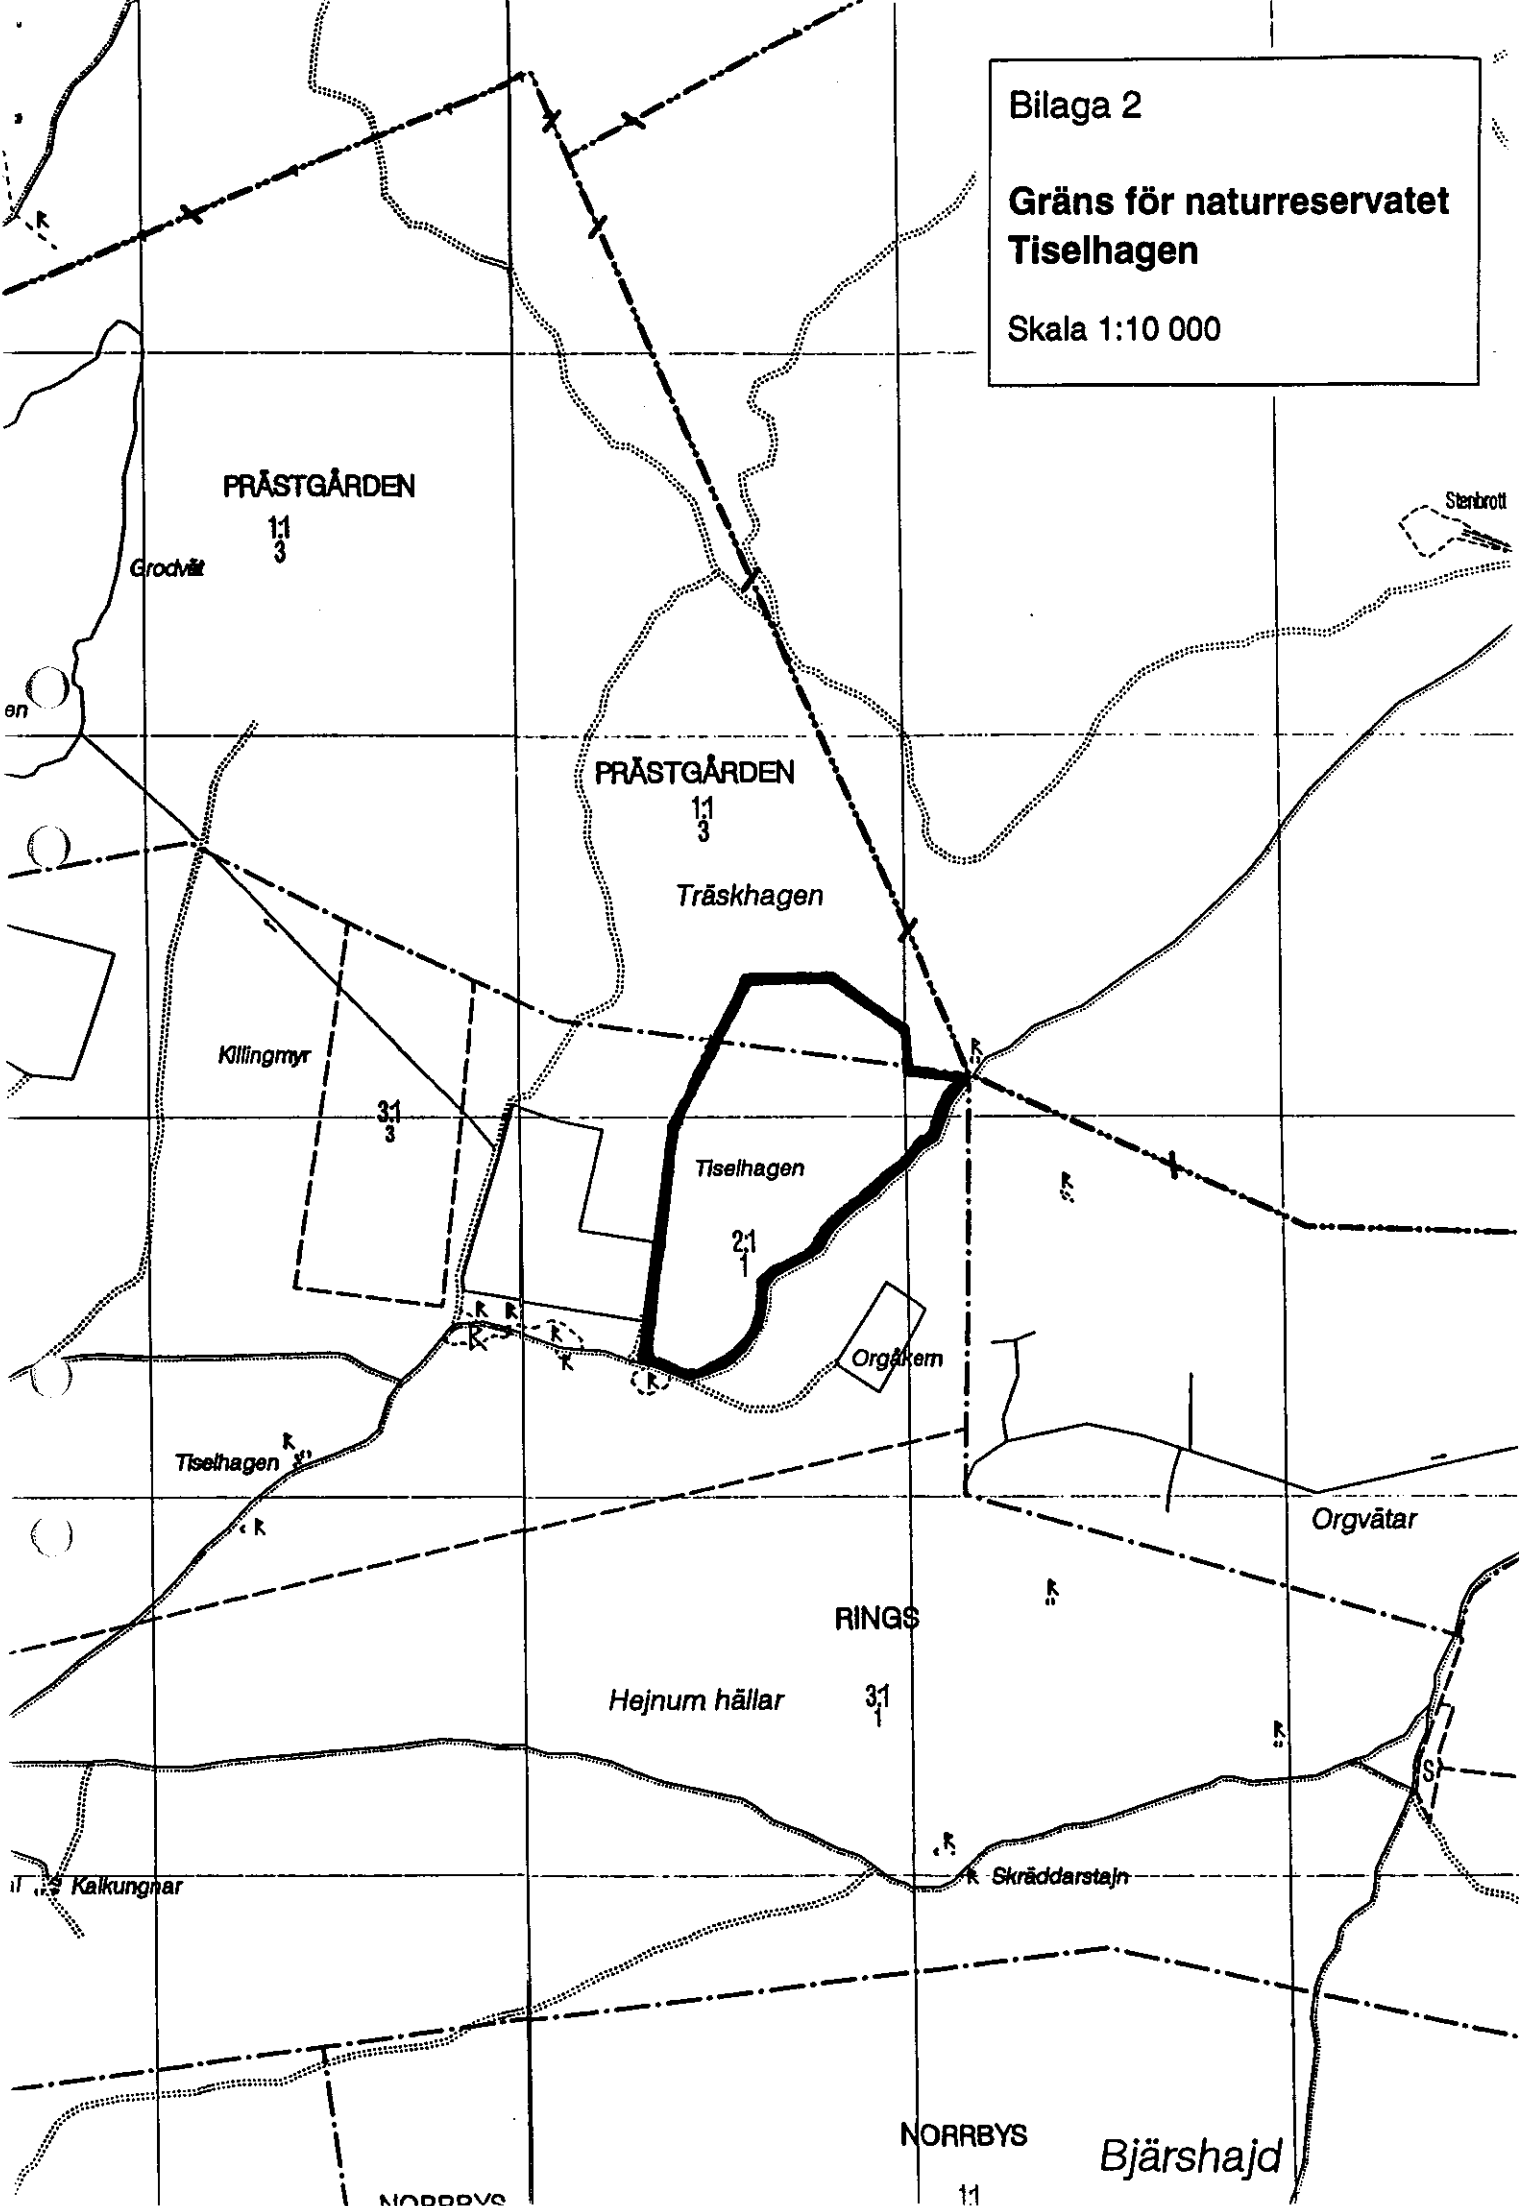 Bilaga 2
Gräns för naturreservatet
Tiselhagen
Skala 1:10 000
R
PRÄSTGÅRDEN
1:1
3
Stenbrott
en
PRÄSTGÅRDEN
1:1
3
Träskhagen
R
Killingmyr
3:1
3
Tiselhagen
R
2:1
1
R R
R R
R
Orgåkern
R
R
Tiselhagen
R
Orgvätar
R
RINGS
Hejnum hällar
3:1
1
R
S
R
R Skräddarstajn
Kalkungnar
NORRBYS
Bjärshajd
1:1
NORRBYS